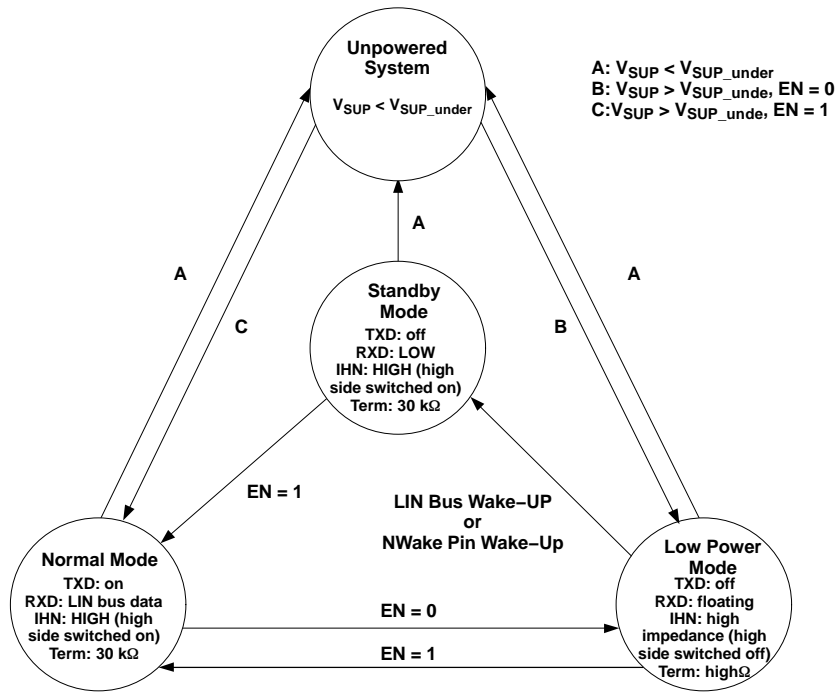 Unpowered
System
VSUP < VSUP_under
A: VSUP < VSUP_under
B: VSUP > VSUP_unde, EN = 0
C:VSUP > VSUP_unde, EN = 1
A
A
C
B
A
Standby
Mode
TXD: off
RXD: LOW
IHN: HIGH (high
side switched on)
Term: 30 kΩ
EN = 1
LIN Bus Wake−UP
or
NWake Pin Wake−Up
Normal Mode
TXD: on
RXD: LIN bus data
IHN: HIGH (high
side switched on)
Term: 30 kΩ
EN = 0
EN = 1
Low Power
Mode
TXD: off
RXD: floating
IHN: high
impedance (high
side switched off)
Term: highΩ